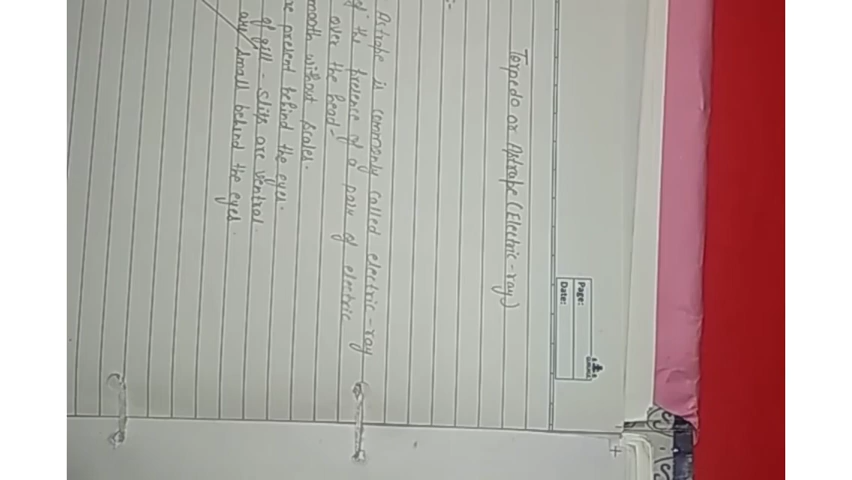 Page:
Date:
Torpedo or Astrape (Electric-ray)
:-
Astrape is commonly called electric-ray
of the presence of a pair of electric
over the head-
mooth without scales.
re present behind the eyes.
of gill-slits are ventral.
are small behind the eyes.